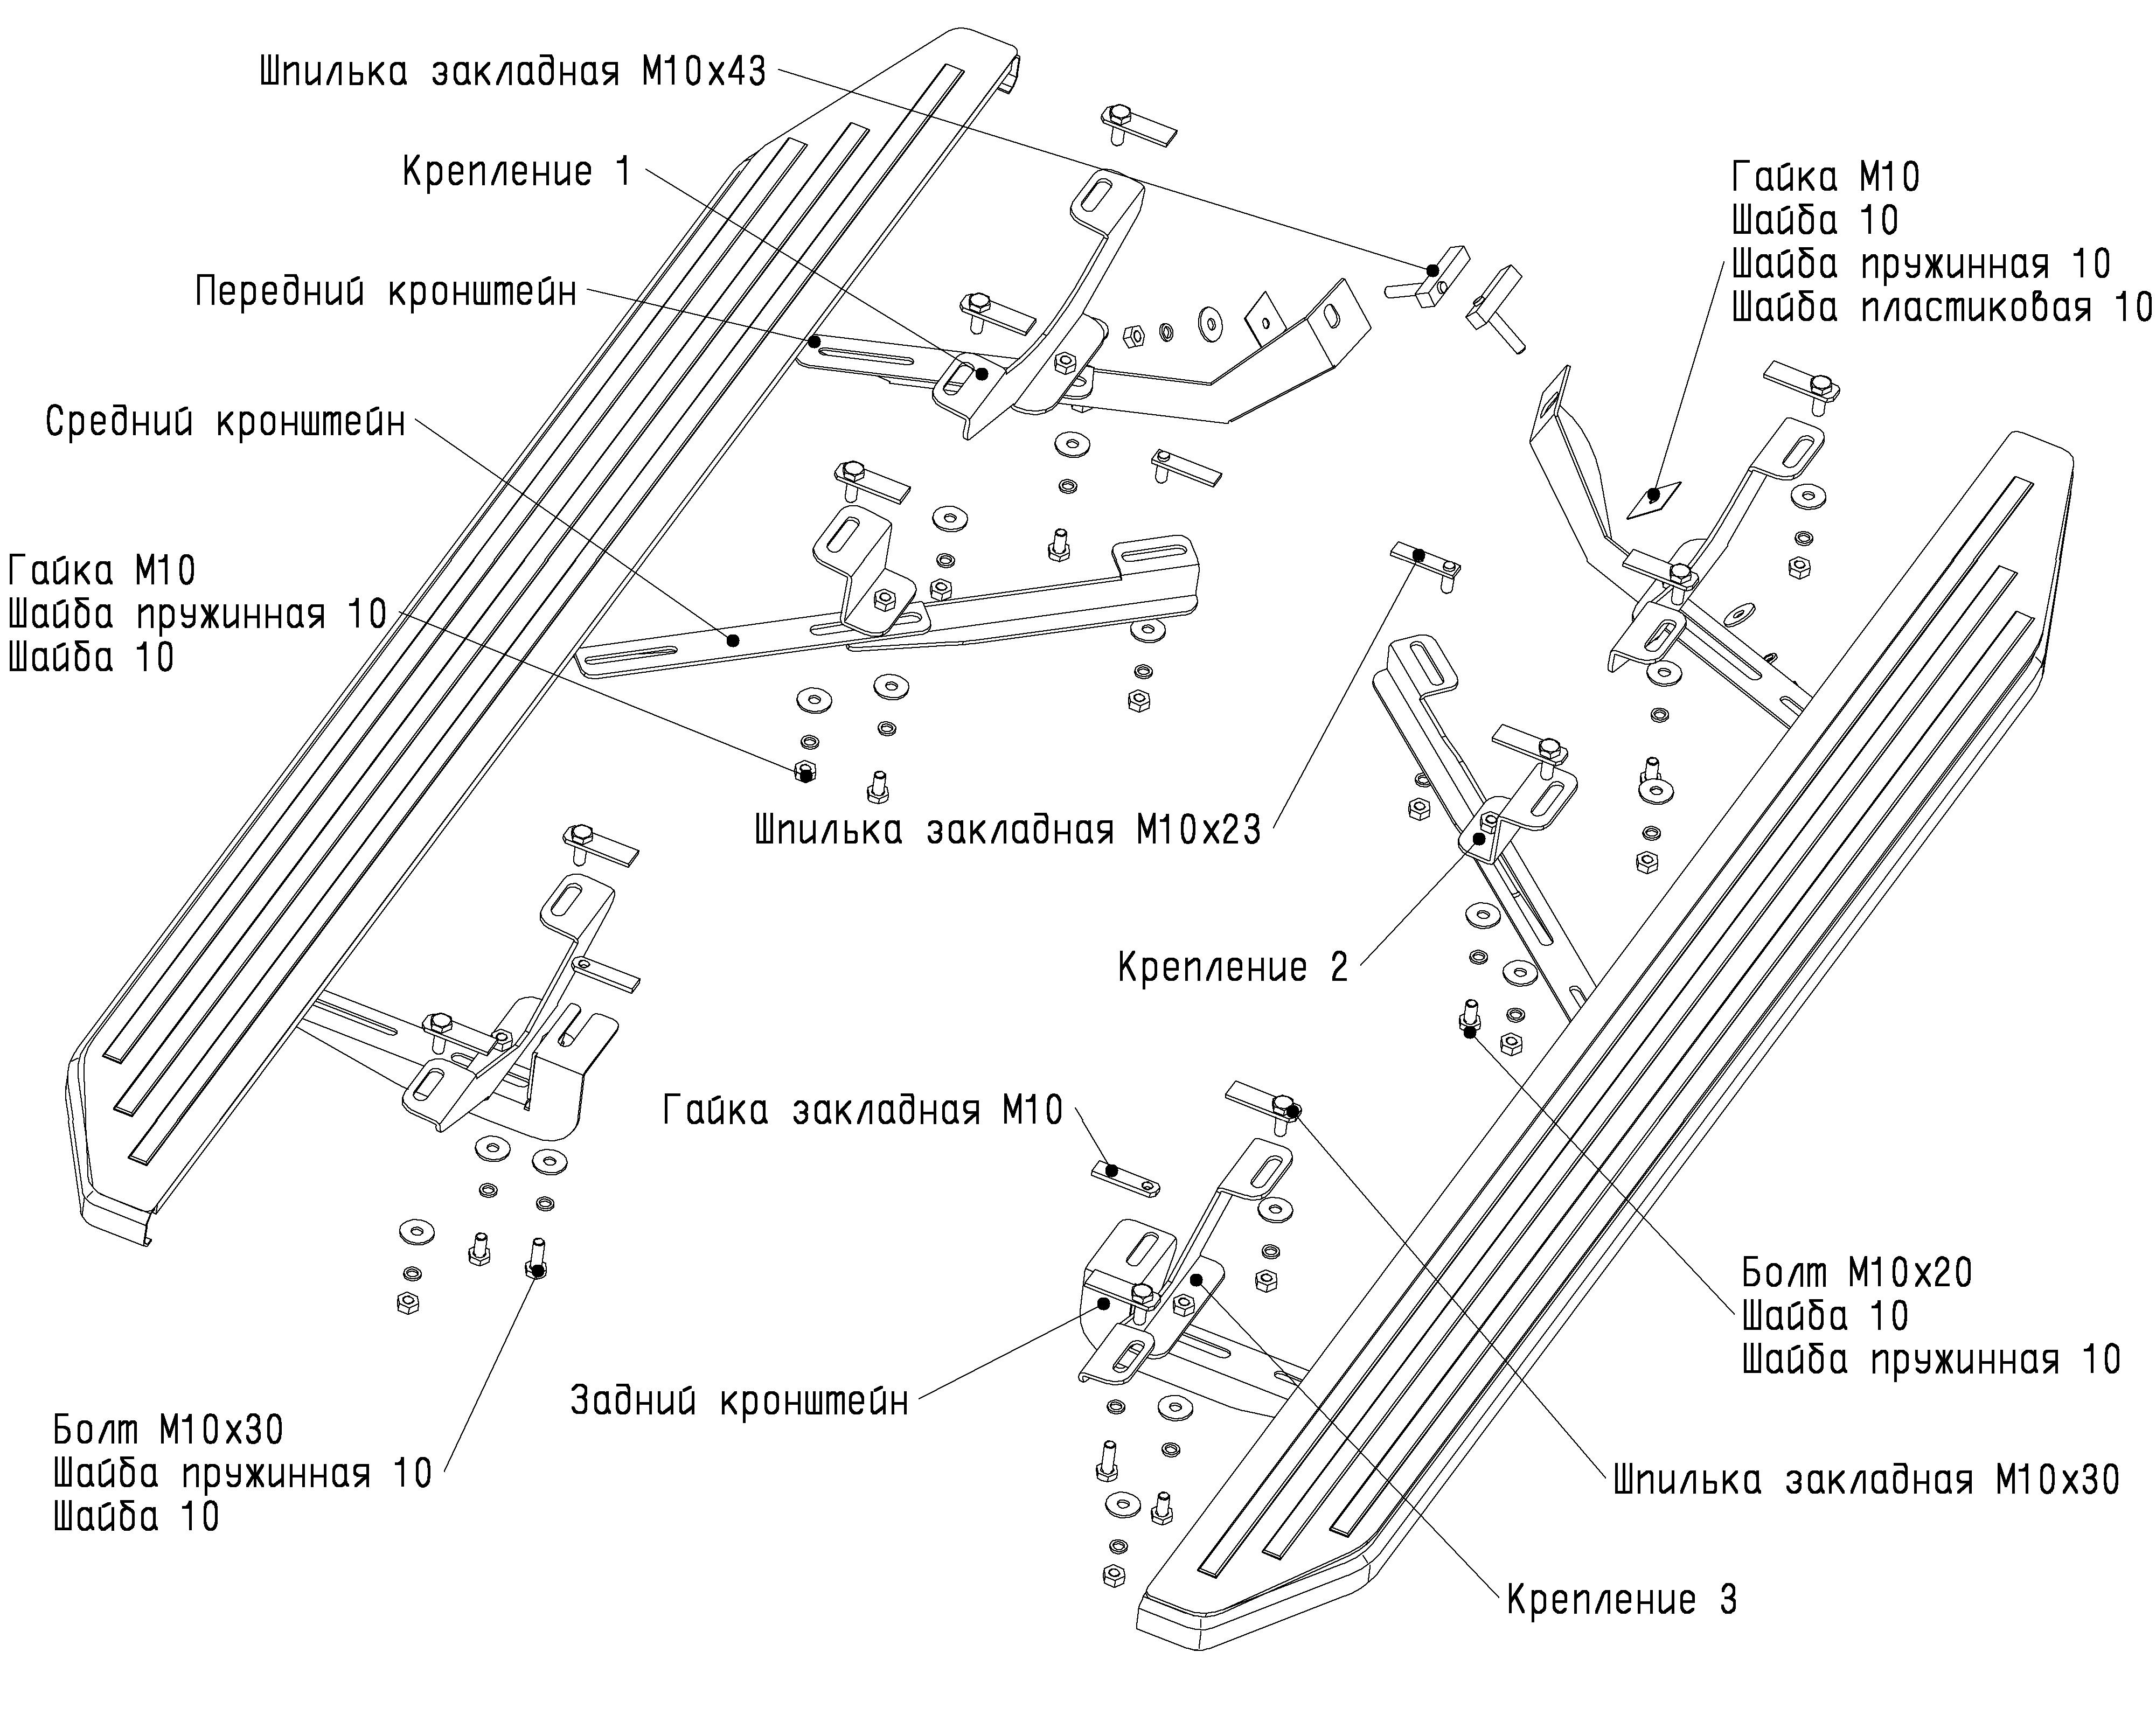 Шпилька закладная М10х43
Крепление 1
Передний кронштейн
Средний кронштейн
Гайка М10
Шайба пружинная 10
Шайба 10
Гайка М10
Шайба 10
Шайба пружинная 10
Шайба пластиковая 10
Шпилька закладная М10х23
Крепление 2
Гайка закладная М10
Задний кронштейн
Болт М10х30
Шайба пружинная 10
Шайба 10
Болт М10х20
Шайба 10
Шайба пружинная 10
Шпилька закладная М10х30
Крепление 3